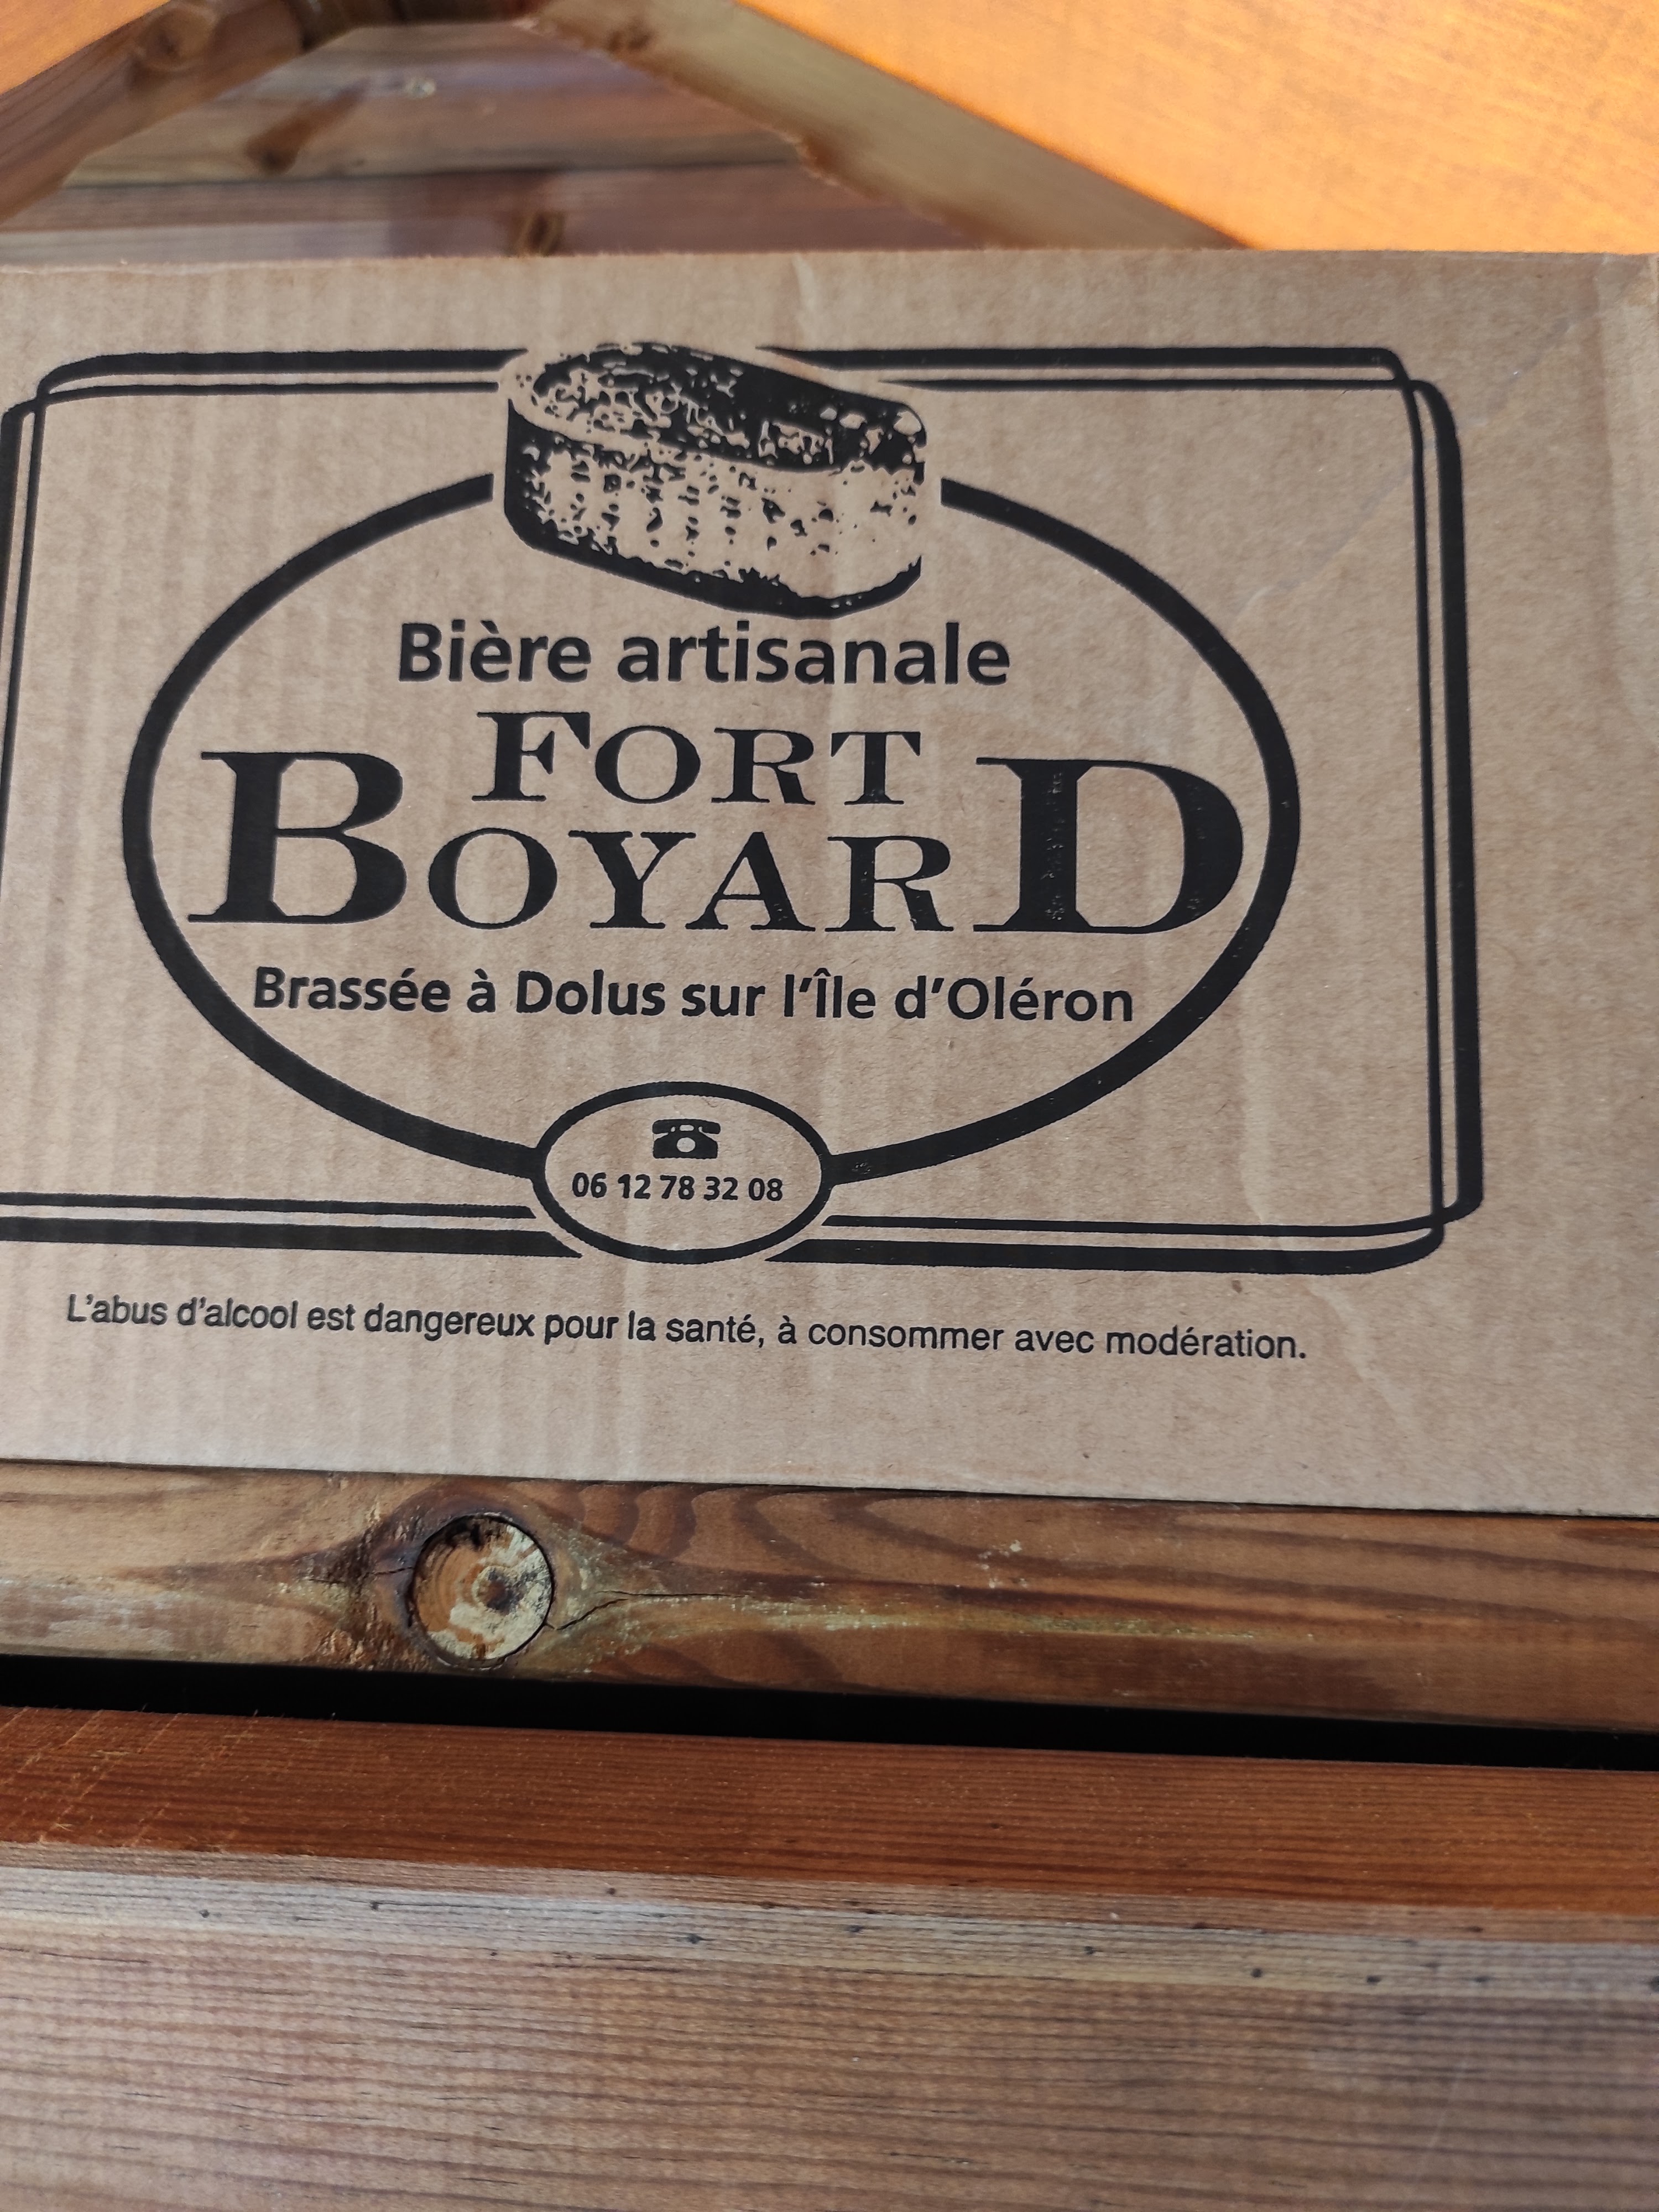 Bière artisanale
FORT
BOYARD
Brassée à Dolus sur l'Île d'Oléron
06 12 78 32 08
L'abus d'alcool est dangereux pour la santé, à consommer avec modération.